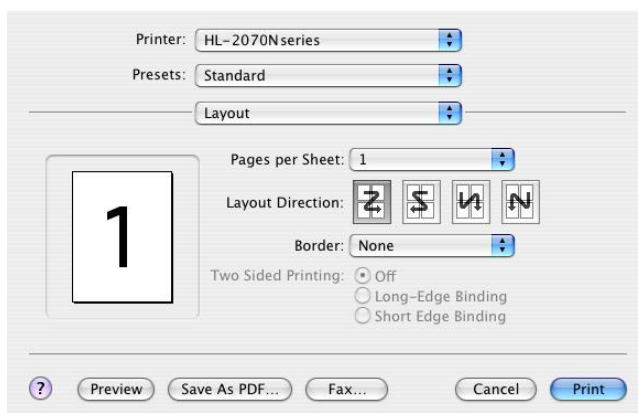 Printer: HL-2070N series
Presets: Standard
Layout
Pages per Sheet: 1
1
Layout Direction:
Border: None
Two Sided Printing: Off
Long-Edge Binding
Short Edge Binding
? Preview Save As PDF... Fax... Cancel Print